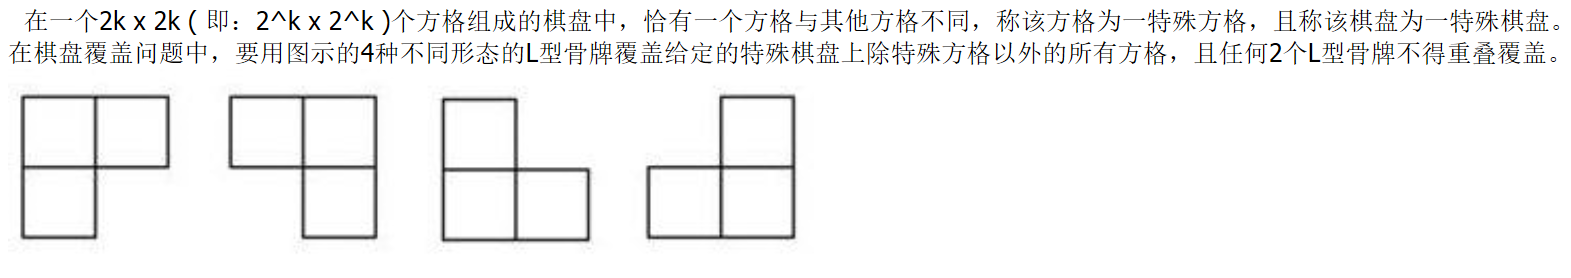 在一个2k x 2k ( 即：2^k x 2^k )个方格组成的棋盘中，恰有一个方格与其他方格不同，称该方格为一特殊方格，且称该棋盘为一特殊棋盘。
在棋盘覆盖问题中，要用图示的4种不同形态的L型骨牌覆盖给定的特殊棋盘上除特殊方格以外的所有方格，且任何2个L型骨牌不得重叠覆盖。